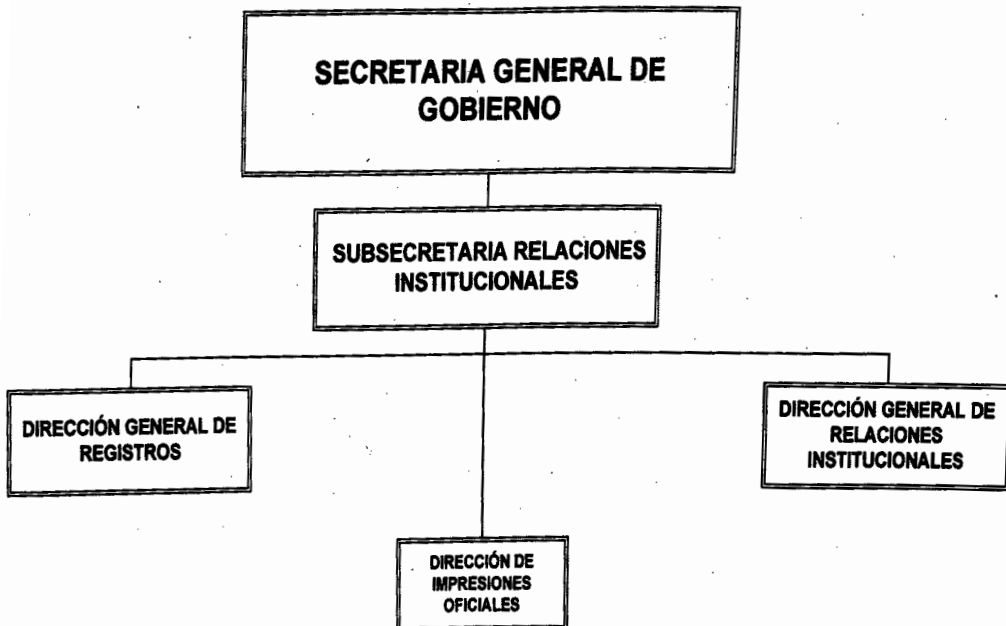 SECRETARIA GENERAL DE
GOBIERNO
SUBSECRETARIA RELACIONES
INSTITUCIONALES
DIRECCIÓN GENERAL DE
REGISTROS
DIRECCIÓN GENERAL DE
RELACIONES
INSTITUCIONALES
DIRECCIÓN DE
IMPRESIONES
OFICIALES